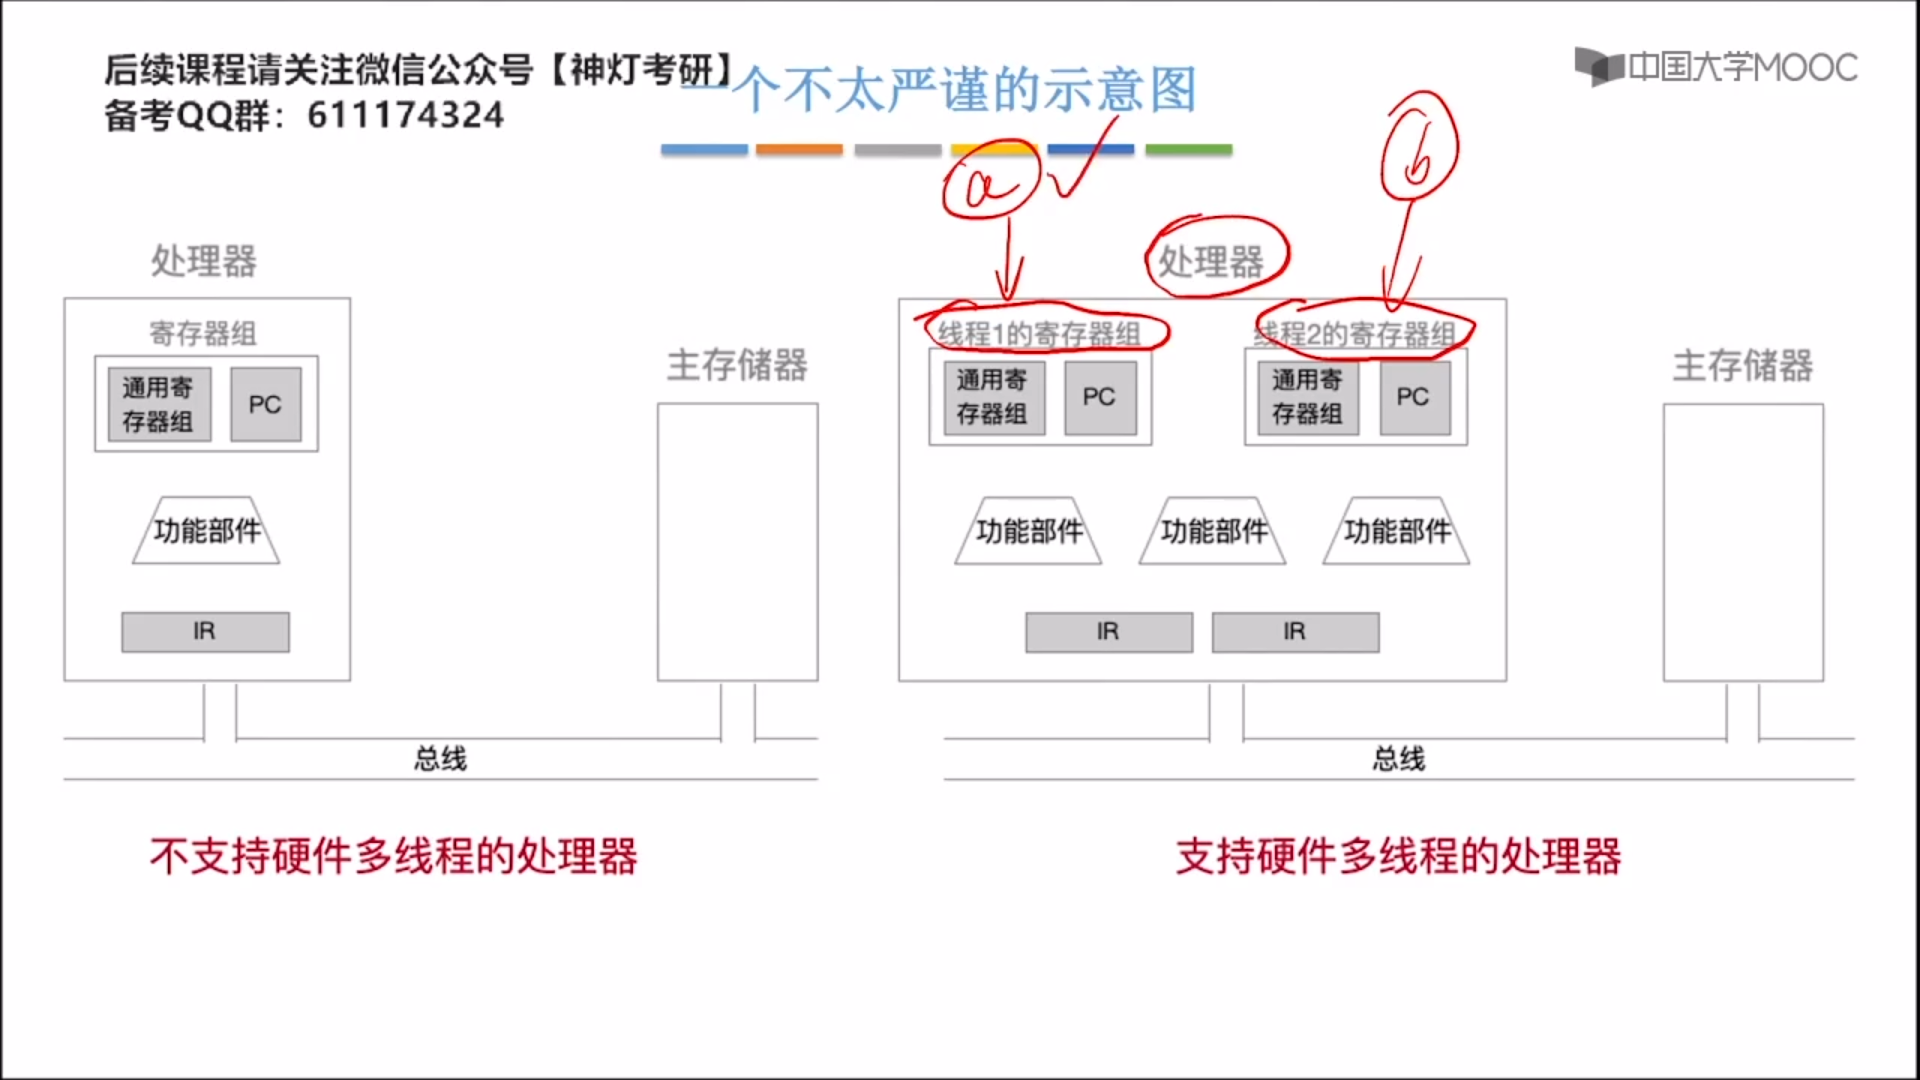 后续课程请关注微信公众号【神灯考研】
备考QQ群：611174324
一个不太严谨的示意图
中国大学MOOC
a
b
处理器
寄存器组
通用寄
存器组
PC
功能部件
IR
主存储器
总线
不支持硬件多线程的处理器
处理器
线程1的寄存器组
通用寄
存器组
PC
线程2的寄存器组
通用寄
存器组
PC
功能部件
功能部件
功能部件
IR
IR
主存储器
总线
支持硬件多线程的处理器